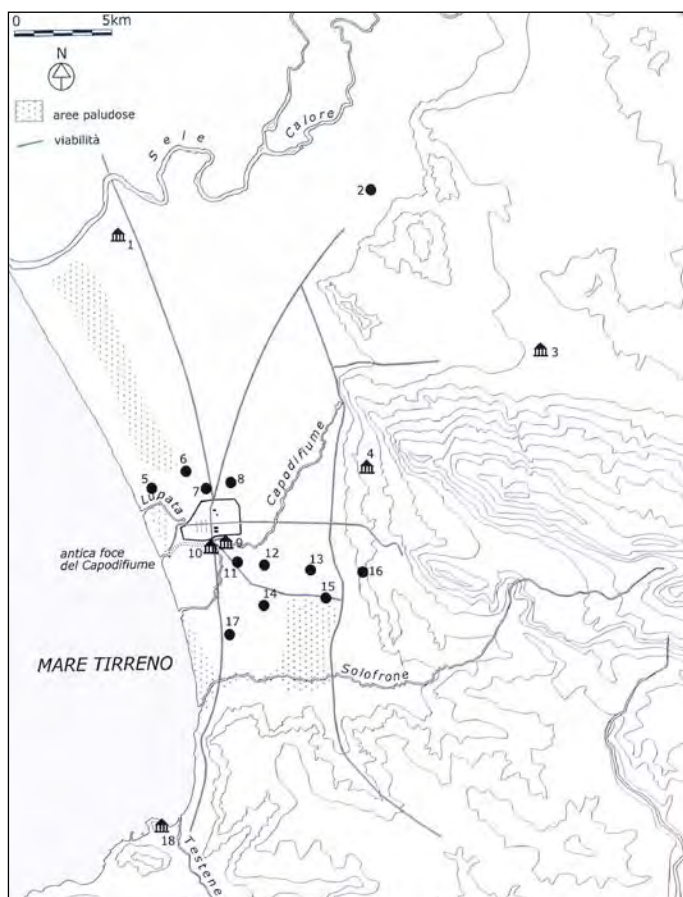 0 5km
N
aree paludose
viabilità
Sele
Calore
2
1
3
4
6
5
7
8
Lupata
Capodifiume
antica foce
del Capodifiume
10
9
11
12
13
16
14
15
17
MARE TIRRENO
Solofrone
18
Testene